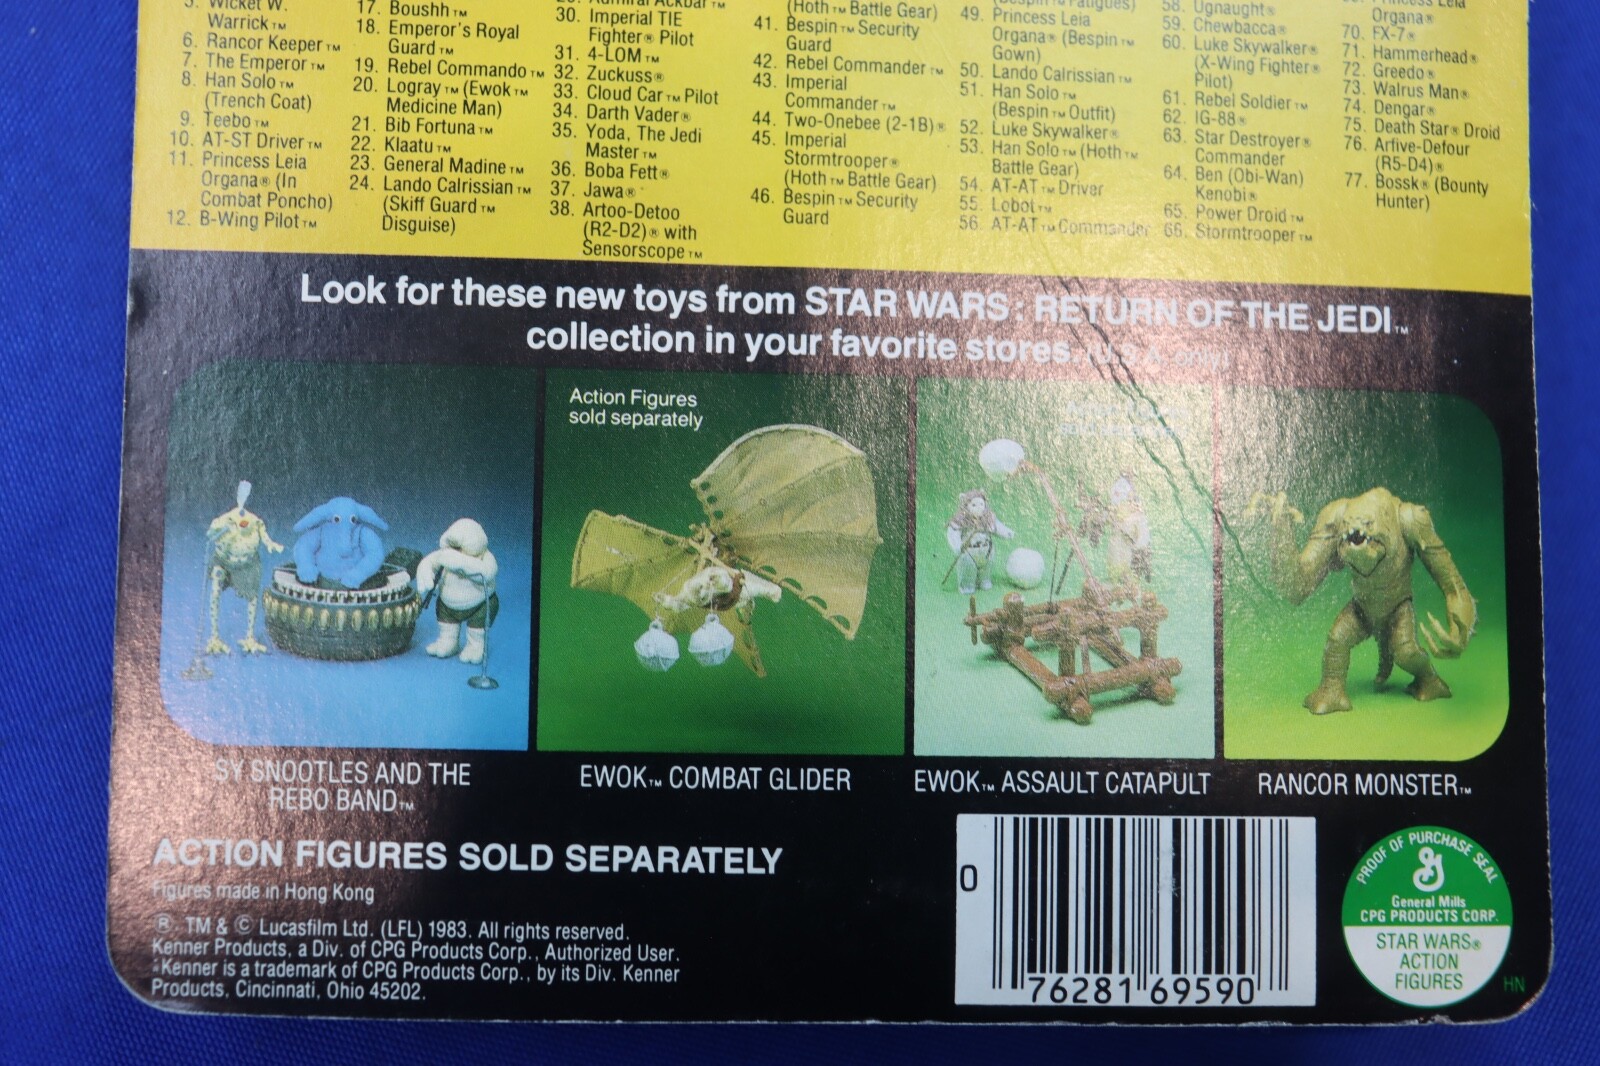 5. Wicket W.
Warrick™
6. Rancor Keeper™
7. The Emperor™
8. Han Solo™
(Trench Coat)
9. Teebo™
10. AT-ST Driver™
11. Princess Leia
Organa® (In
Combat Poncho)
12. B-Wing Pilot™
17. Boushh™
18. Emperor's Royal
Guard™
19. Rebel Commando™
20. Logray™ (Ewok™
Medicine Man)
21. Bib Fortuna™
22. Klaatu™
23. General Madine™
24. Lando Calrissian™
(Skiff Guard™
Disguise)
Admiral Ackbar™
30. Imperial TIE
Fighter® Pilot
31. 4-LOM™
32. Zuckuss®
33. Cloud Car™ Pilot
34. Darth Vader®
35. Yoda, The Jedi
Master™
36. Boba Fett®
37. Jawa®
38. Artoo-Detoo
(R2-D2)® with
Sensorscope™
(Hoth™ Battle Gear)
41. Bespin™ Security
Guard
42. Rebel Commander™
43. Imperial
Commander™
44. Two-Onebee (2-1B)®
45. Imperial
Stormtrooper®
(Hoth™ Battle Gear)
46. Bespin™ Security
Guard
(Bespin™ Fatigues)
49. Princess Leia
Organa® (Bespin™
Gown)
50. Lando Calrissian™
51. Han Solo™
(Bespin™ Outfit)
52. Luke Skywalker®
53. Han Solo™ (Hoth™
Battle Gear)
54. AT-AT™ Driver
55. Lobot™
56. AT-AT™ Commander
58. Ugnaught®
59. Chewbacca®
60. Luke Skywalker®
(X-Wing Fighter®
Pilot)
61. Rebel Soldier™
62. IG-88®
63. Star Destroyer®
Commander
64. Ben (Obi-Wan)
Kenobi®
65. Power Droid™
66. Stormtrooper™
Princess Leia
Organa®
70. FX-7®
71. Hammerhead®
72. Greedo®
73. Walrus Man®
74. Dengar®
75. Death Star® Droid
76. Arfive-Defour
(R5-D4)®
77. Bossk® (Bounty
Hunter)
Look for these new toys from STAR WARS: RETURN OF THE JEDI™
collection in your favorite stores. (U.S.A. only)
Action Figures
sold separately
SY SNOOTLES AND THE
REBO BAND™
EWOK™ COMBAT GLIDER
EWOK™ ASSAULT CATAPULT
RANCOR MONSTER™
ACTION FIGURES SOLD SEPARATELY
Figures made in Hong Kong
®, TM & © Lucasfilm Ltd. (LFL) 1983. All rights reserved.
Kenner Products, a Div. of CPG Products Corp., Authorized User.
Kenner is a trademark of CPG Products Corp., by its Div. Kenner
Products, Cincinnati, Ohio 45202.
0 76281 69590
PROOF OF PURCHASE SEAL
General Mills
CPG PRODUCTS CORP.
STAR WARS®
ACTION
FIGURES
HN